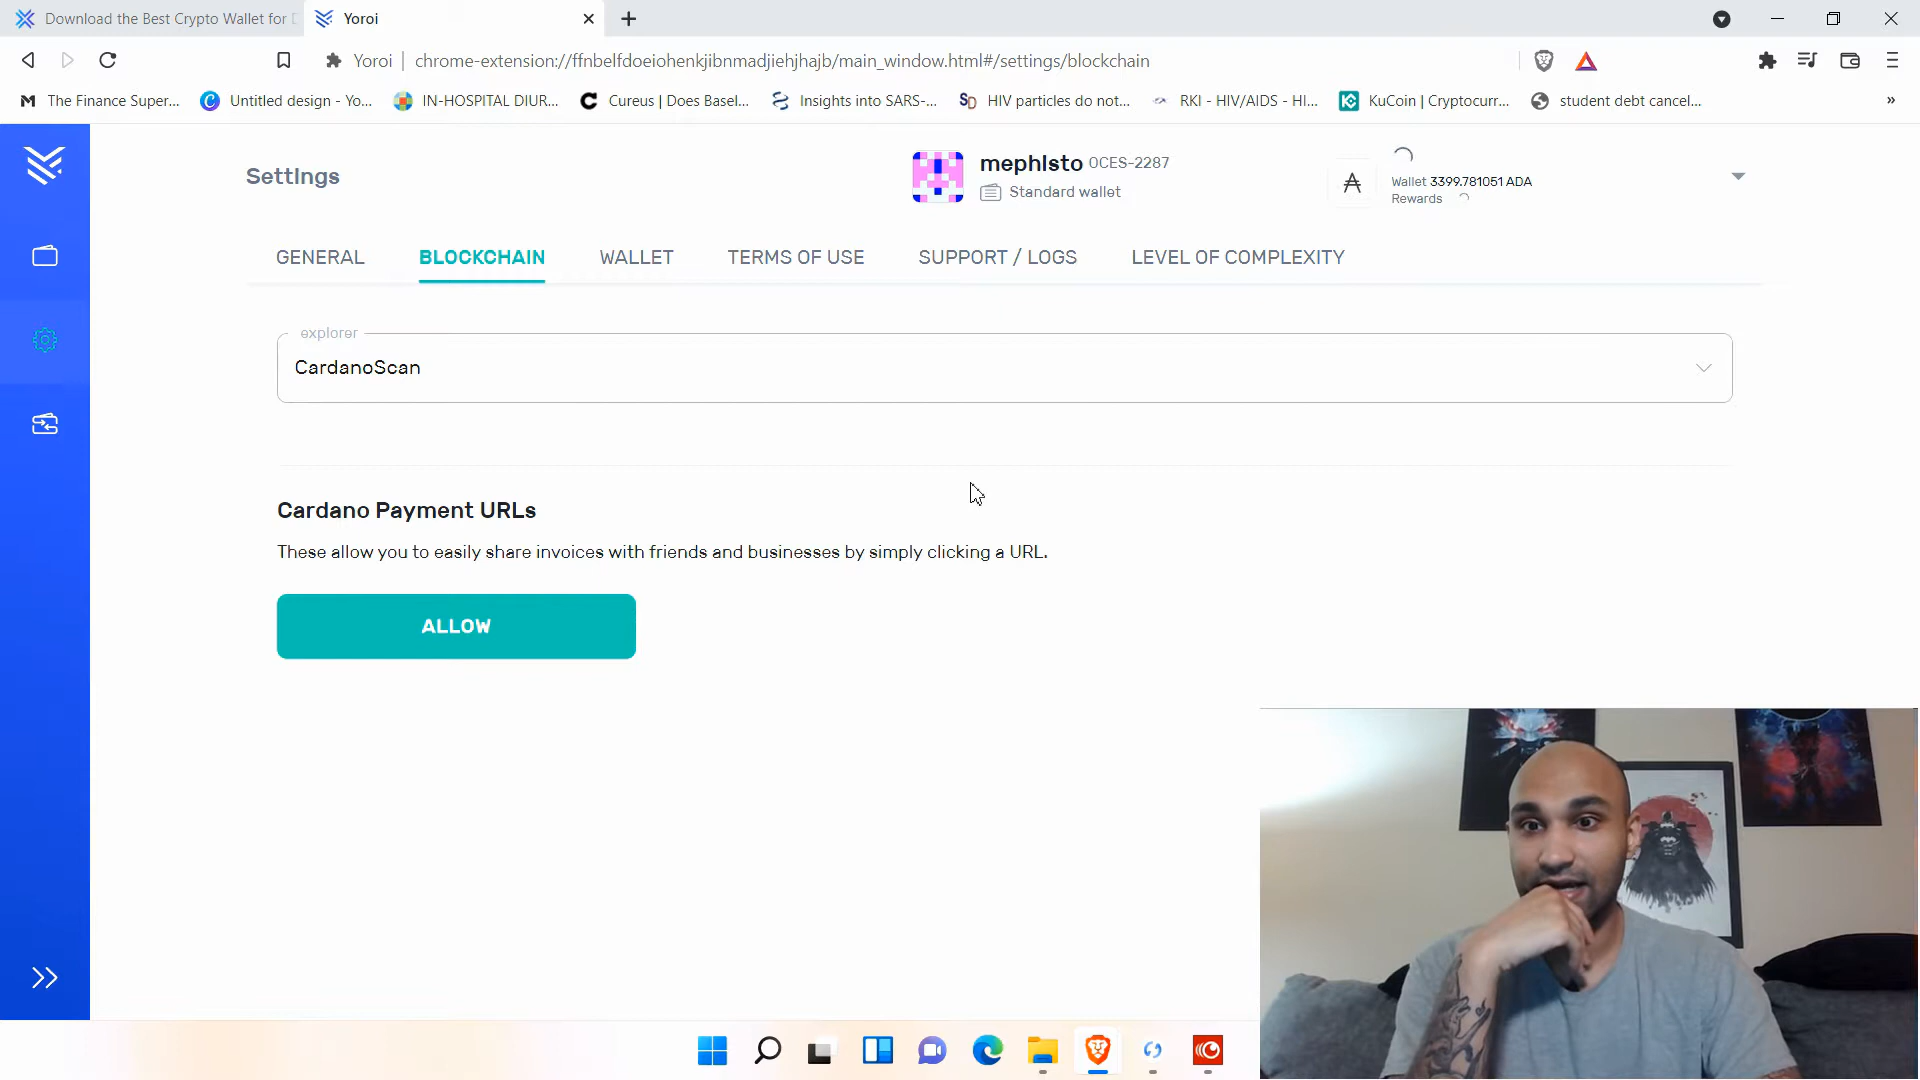 Download the Best Crypto Wallet for D
Yoroi
Yoroi | chrome-extension://ffnbelfdoeiohenkjibnmadjiehjhajb/main_window.html#/settings/blockchain
The Finance Super...
Untitled design - Yo...
IN-HOSPITAL DIUR...
Cureus | Does Basel...
Insights into SARS-...
HIV particles do not...
RKI - HIV/AIDS - HI...
KuCoin | Cryptocurr...
student debt cancel...
Settings
mephisto 0CES-2287
Standard wallet
Wallet 3399.781051 ADA
Rewards
GENERAL
BLOCKCHAIN
WALLET
TERMS OF USE
SUPPORT / LOGS
LEVEL OF COMPLEXITY
explorer
CardanoScan
Cardano Payment URLs
These allow you to easily share invoices with friends and businesses by simply clicking a URL.
ALLOW